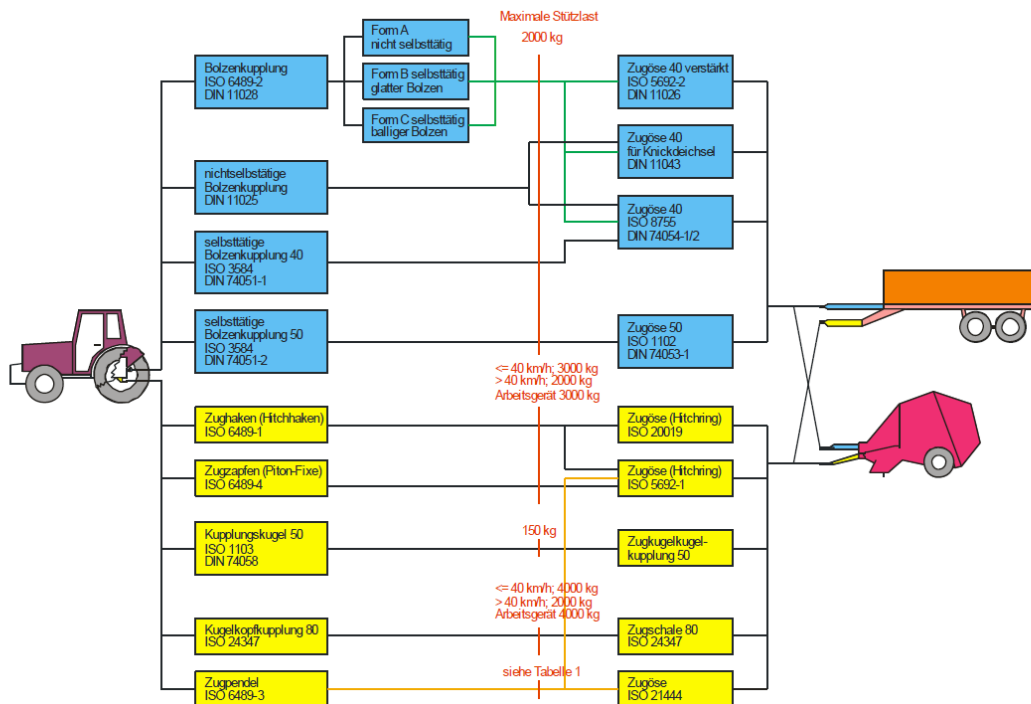 Maximale Stützlast
2000 kg
Form A
nicht selbsttätig
Form B selbsttätig
glatter Bolzen
Form C selbsttätig
balliger Bolzen
Bolzenkupplung
ISO 6489-2
DIN 11028
Zugöse 40 verstärkt
ISO 5692-2
DIN 11026
Zugöse 40
für Knickdeichsel
DIN 11043
nichtselbstätige
Bolzenkupplung
DIN 11025
Zugöse 40
ISO 8755
DIN 74054-1/2
selbsttätige
Bolzenkupplung 40
ISO 3584
DIN 74051-1
selbsttätige
Bolzenkupplung 50
ISO 3584
DIN 74051-2
Zugöse 50
ISO 1102
DIN 74053-1
<= 40 km/h; 3000 kg
> 40 km/h; 2000 kg
Arbeitsgerät 3000 kg
Zughaken (Hitchhaken)
ISO 6489-1
Zugöse (Hitchring)
ISO 20019
Zugzapfen (Piton-Fixe)
ISO 6489-4
Zugöse (Hitchring)
ISO 5692-1
150 kg
Kupplungskugel 50
ISO 1103
DIN 74058
Zugkugelkugel-
kupplung 50
<= 40 km/h; 4000 kg
> 40 km/h; 2000 kg
Arbeitsgerät 4000 kg
Kugelkopfkupplung 80
ISO 24347
Zugschale 80
ISO 24347
siehe Tabelle 1
Zugpendel
ISO 6489-3
Zugöse
ISO 21444